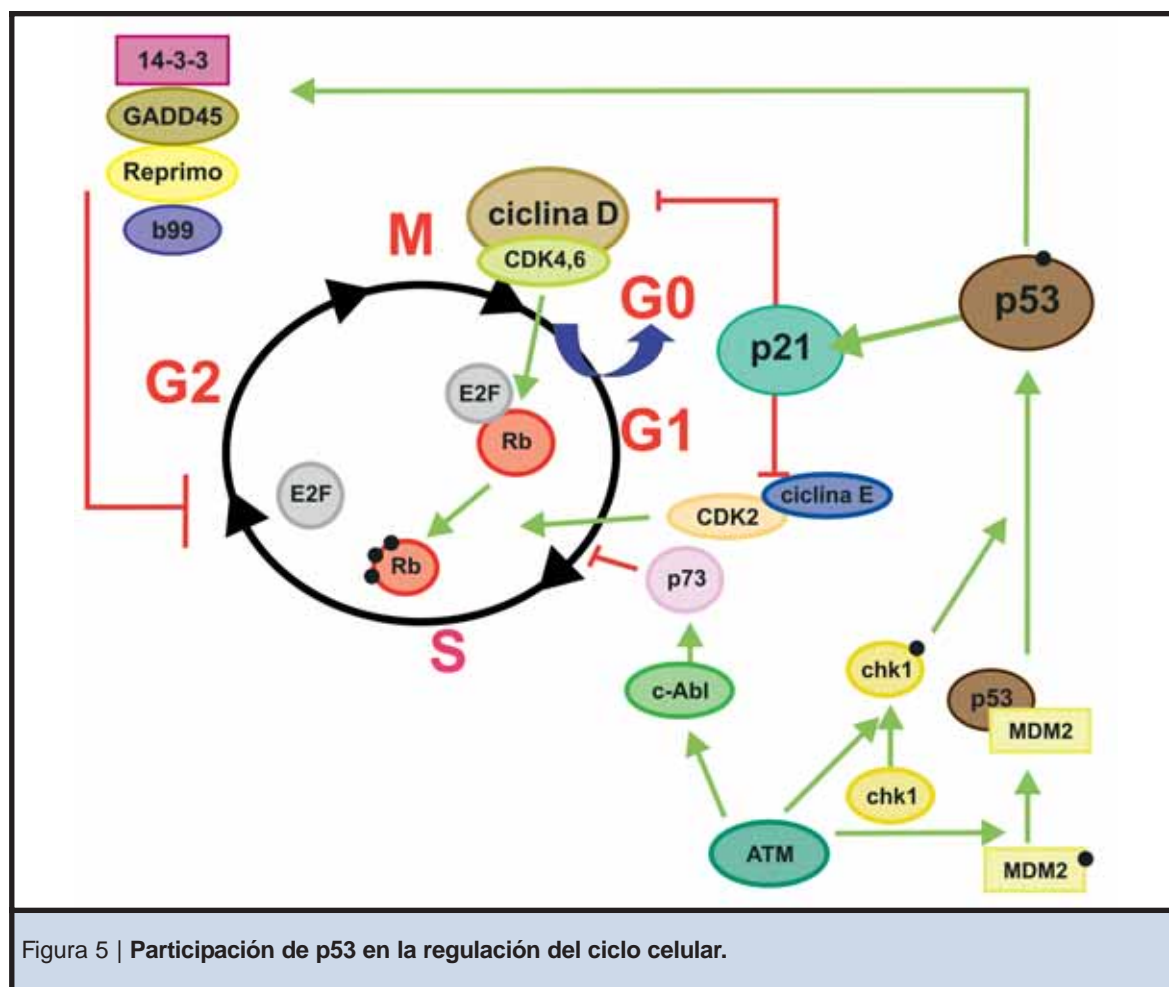 14-3-3
GADD45
Reprimo
b99
M
ciclina D
CDK4,6
G0
p53
p21
G2
E2F
Rb
G1
E2F
ciclina E
CDK2
Rb
p73
S
c-Abl
chk1
p53
MDM2
chk1
ATM
MDM2
Figura 5 | Participación de p53 en la regulación del ciclo celular.